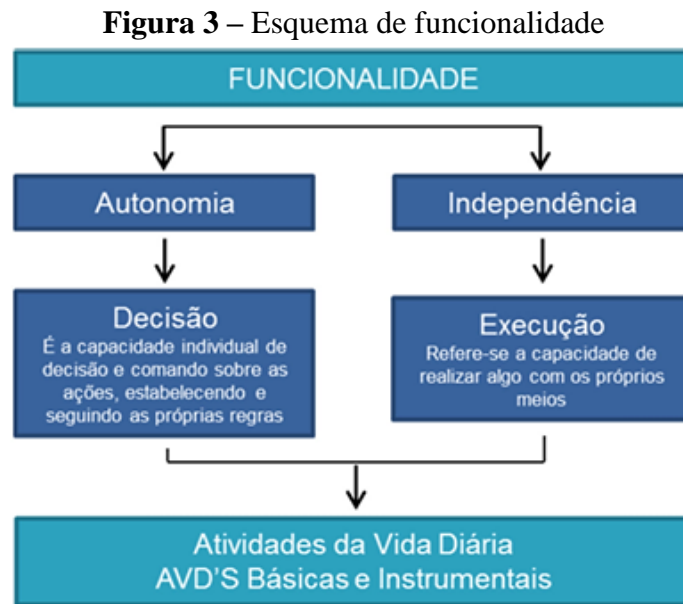 Figura 3 – Esquema de funcionalidade
FUNCIONALIDADE
Autonomia
Independência
Decisão
É a capacidade individual de
decisão e comando sobre as
ações, estabelecendo e
seguindo as próprias regras
Execução
Refere-se a capacidade de
realizar algo com os próprios
meios
Atividades da Vida Diária
AVD'S Básicas e Instrumentais